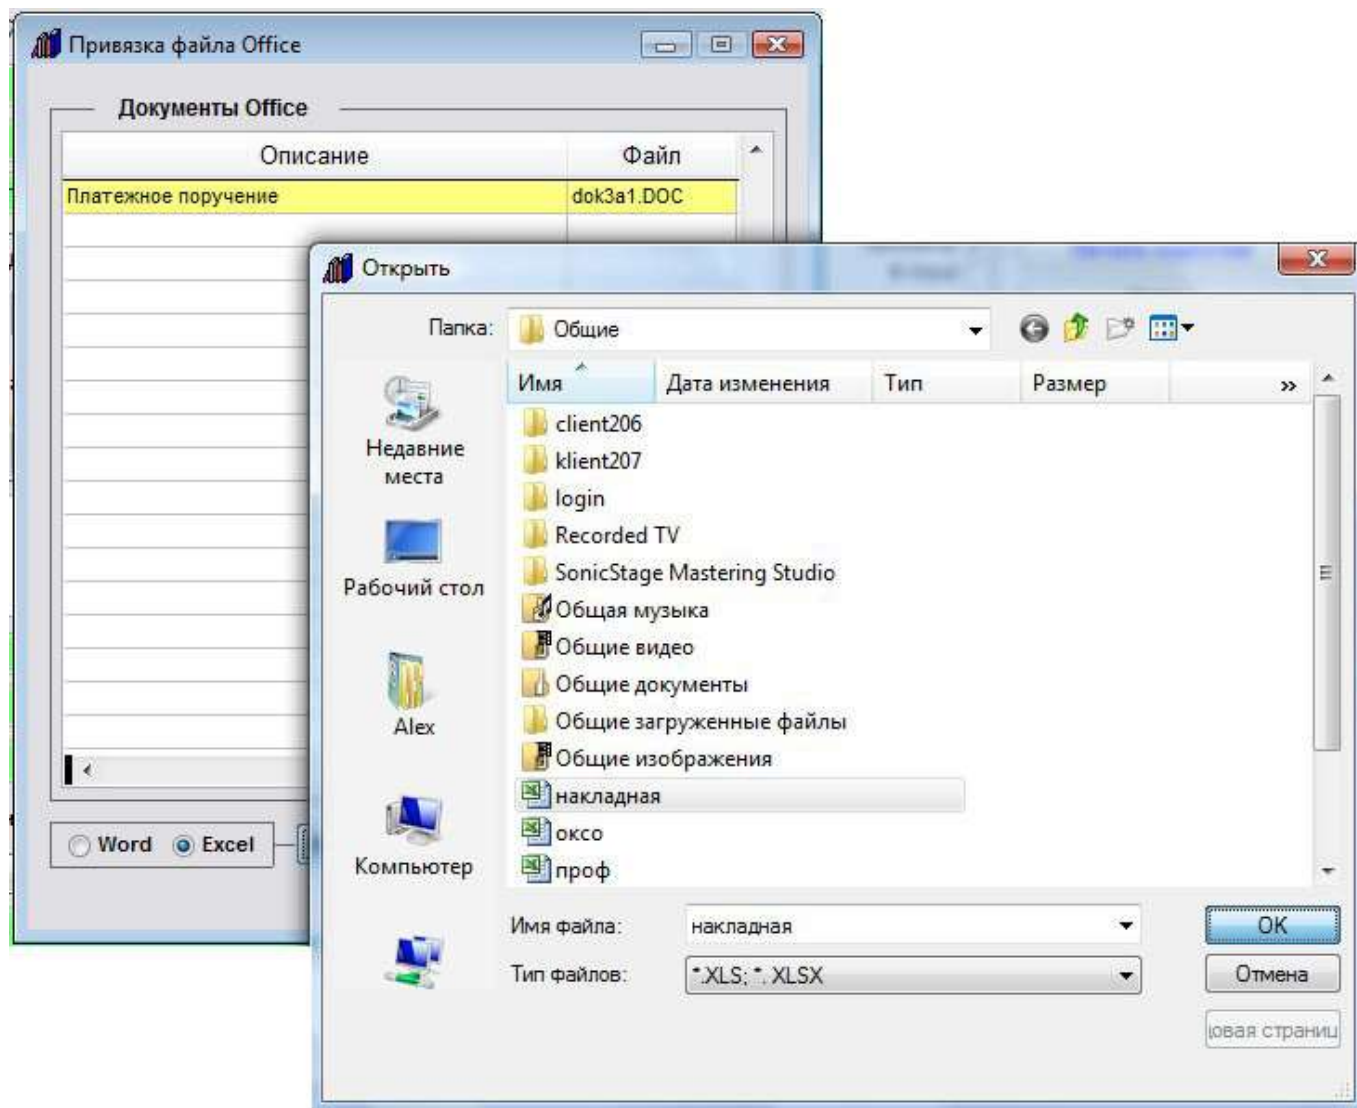 Привязка файла Office
Документы Office
Описание Файл
Платежное поручение dok3a1.DOC
Word Excel
Открыть
Папка: Общие
Имя Дата изменения Тип Размер »
Недавние
места
Рабочий стол
Alex
Компьютер
client206
klient207
login
Recorded TV
SonicStage Mastering Studio
Общая музыка
Общие видео
Общие документы
Общие загруженные файлы
Общие изображения
накладная
оксо
проф
Имя файла: накладная OK
Тип файлов: *.XLS; *. XLSX Отмена
овая страниц